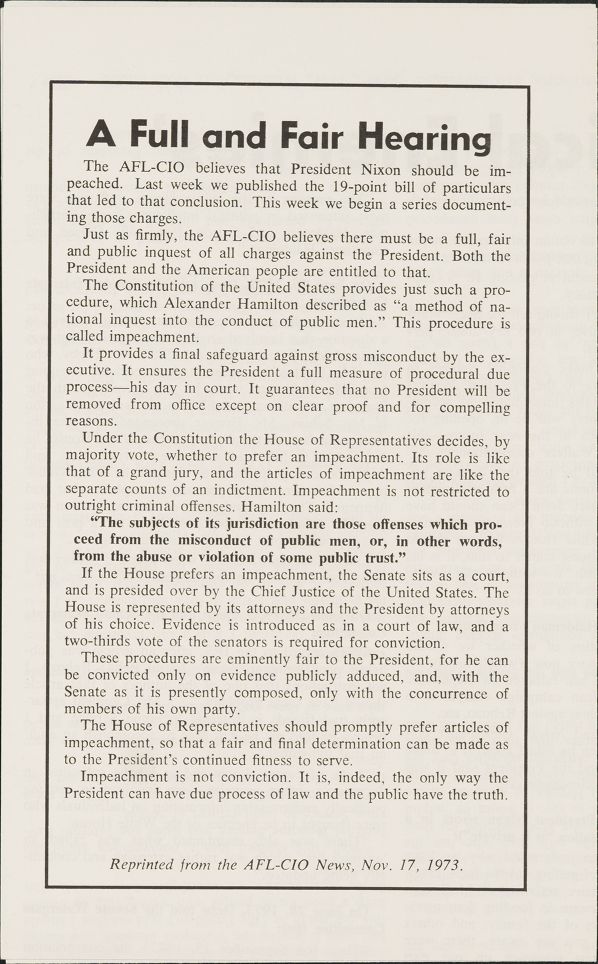 A Full and Fair Hearing
The AFL-CIO believes that President Nixon should be im-
peached. Last week we published the 19-point bill of particulars
that led to that conclusion. This week we begin a series document-
ing those charges.
Just as firmly, the AFL-CIO believes there must be a full, fair
and public inquest of all charges against the President. Both the
President and the American people are entitled to that.
The Constitution of the United States provides just such a pro-
cedure, which Alexander Hamilton described as “a method of na-
tional inquest into the conduct of public men.” This procedure is
called impeachment.
It provides a final safeguard against gross misconduct by the ex-
ecutive. It ensures the President a full measure of procedural due
process—his day in court. It guarantees that no President will be
removed from office except on clear proof and for compelling
reasons.
Under the Constitution the House of Representatives decides, by
majority vote, whether to prefer an impeachment. Its role is like
that of a grand jury, and the articles of impeachment are like the
separate counts of an indictment. Impeachment is not restricted to
outright criminal offenses. Hamilton said:
“The subjects of its jurisdiction are those offenses which pro-
ceed from the misconduct of public men, or, in other words,
from the abuse or violation of some public trust.”
If the House prefers an impeachment, the Senate sits as a court,
and is presided over by the Chief Justice of the United States. The
House is represented by its attorneys and the President by attorneys
of his choice. Evidence is introduced as in a court of law, and a
two-thirds vote of the senators is required for conviction.
These procedures are eminently fair to the President, for he can
be convicted only on evidence publicly adduced, and, with the
Senate as it is presently composed, only with the concurrence of
members of his own party.
The House of Representatives should promptly prefer articles of
impeachment, so that a fair and final determination can be made as
to the President's continued fitness to serve.
Impeachment is not conviction. It is, indeed, the only way the
President can have due process of law and the public have the truth.
Reprinted from the AFL-CIO News, Nov. 17, 1973.